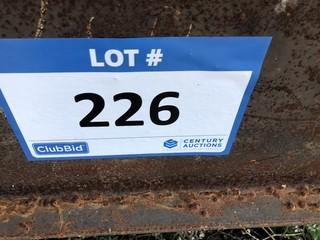 LOT #
226
ClubBid
CENTURY
AUCTIONS